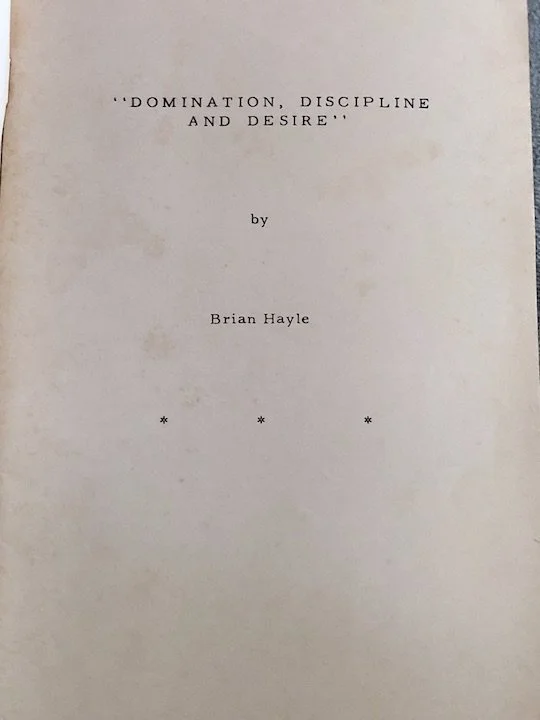 ‘‘DOMINATION, DISCIPLINE
AND DESIRE’’
by
Brian Hayle
* * *